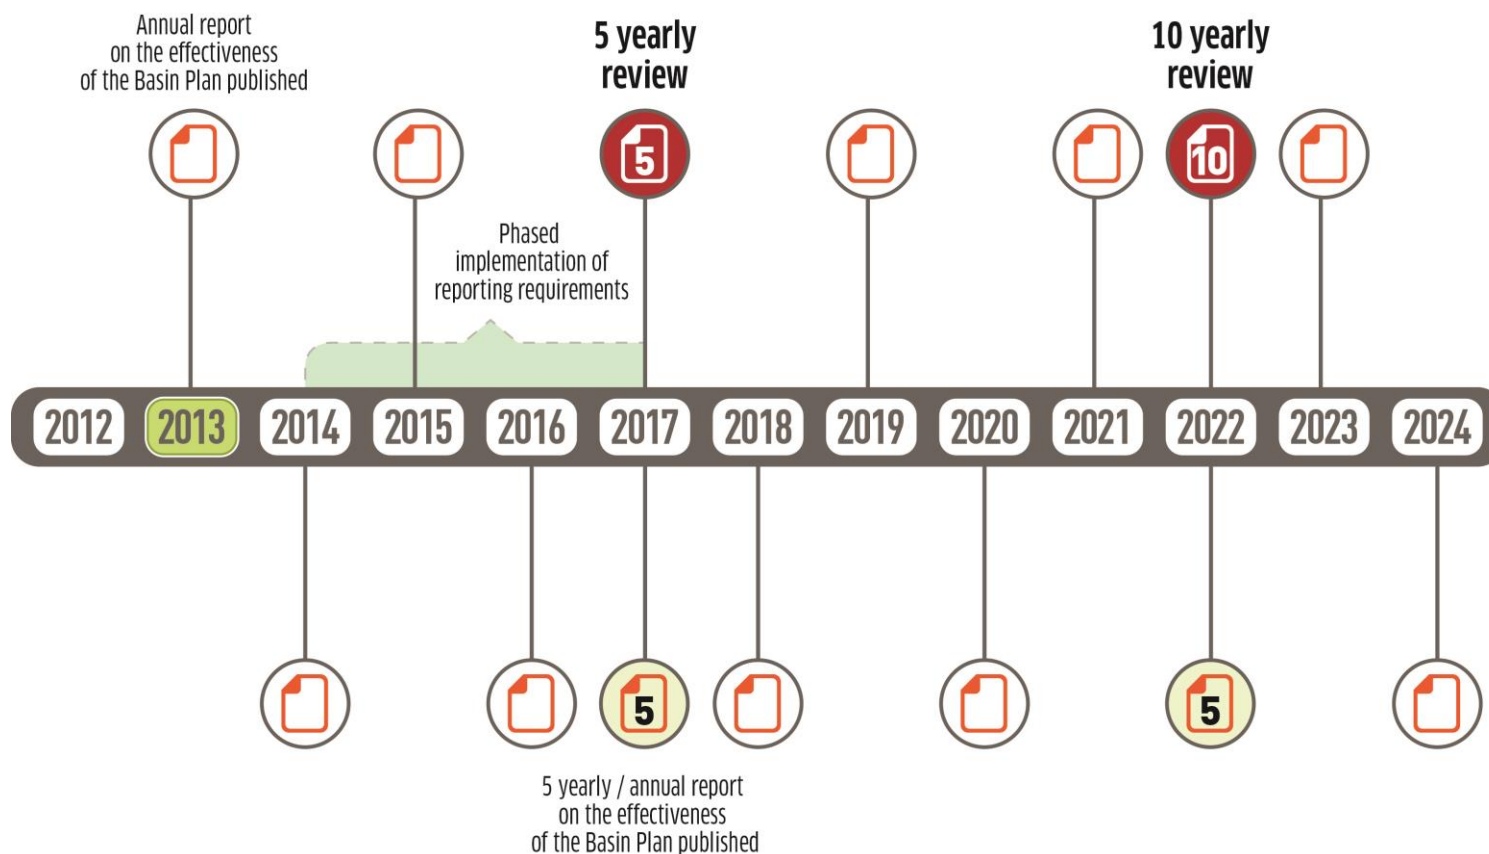 Annual report
on the effectiveness
of the Basin Plan published
5 yearly
review
10 yearly
review
5
10
Phased
implementation of
reporting requirements
2012 2013 2014 2015 2016 2017 2018 2019 2020 2021 2022 2023 2024
5
5
5 yearly / annual report
on the effectiveness
of the Basin Plan published